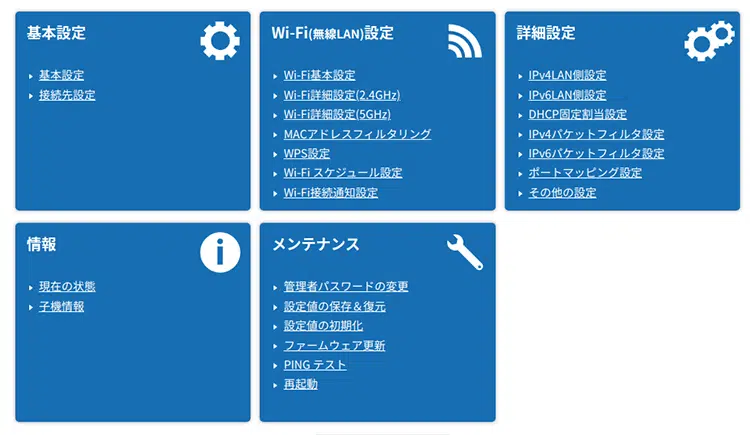 基本設定
基本設定
接続先設定
Wi-Fi(無線LAN)設定
Wi-Fi基本設定
Wi-Fi詳細設定(2.4GHz)
Wi-Fi詳細設定(5GHz)
MACアドレスフィルタリング
WPS設定
Wi-Fi スケジュール設定
Wi-Fi接続通知設定
詳細設定
IPv4LAN側設定
IPv6LAN側設定
DHCP固定割当設定
IPv4パケットフィルタ設定
IPv6パケットフィルタ設定
ポートマッピング設定
その他の設定
情報
現在の状態
子機情報
メンテナンス
管理者パスワードの変更
設定値の保存＆復元
設定値の初期化
ファームウェア更新
PING テスト
再起動